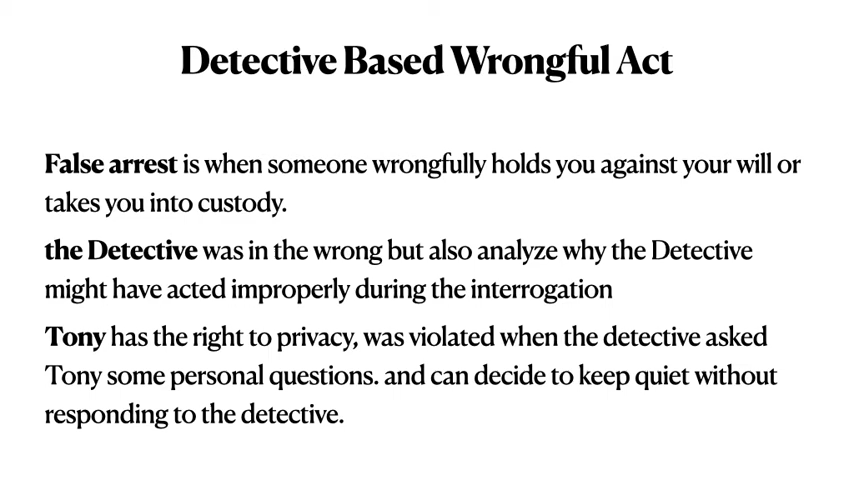 Detective Based Wrongful Act
False arrest is when someone wrongfully holds you against your will or
takes you into custody.
the Detective was in the wrong but also analyze why the Detective
might have acted improperly during the interrogation
Tony has the right to privacy, was violated when the detective asked
Tony some personal questions. and can decide to keep quiet without
responding to the detective.